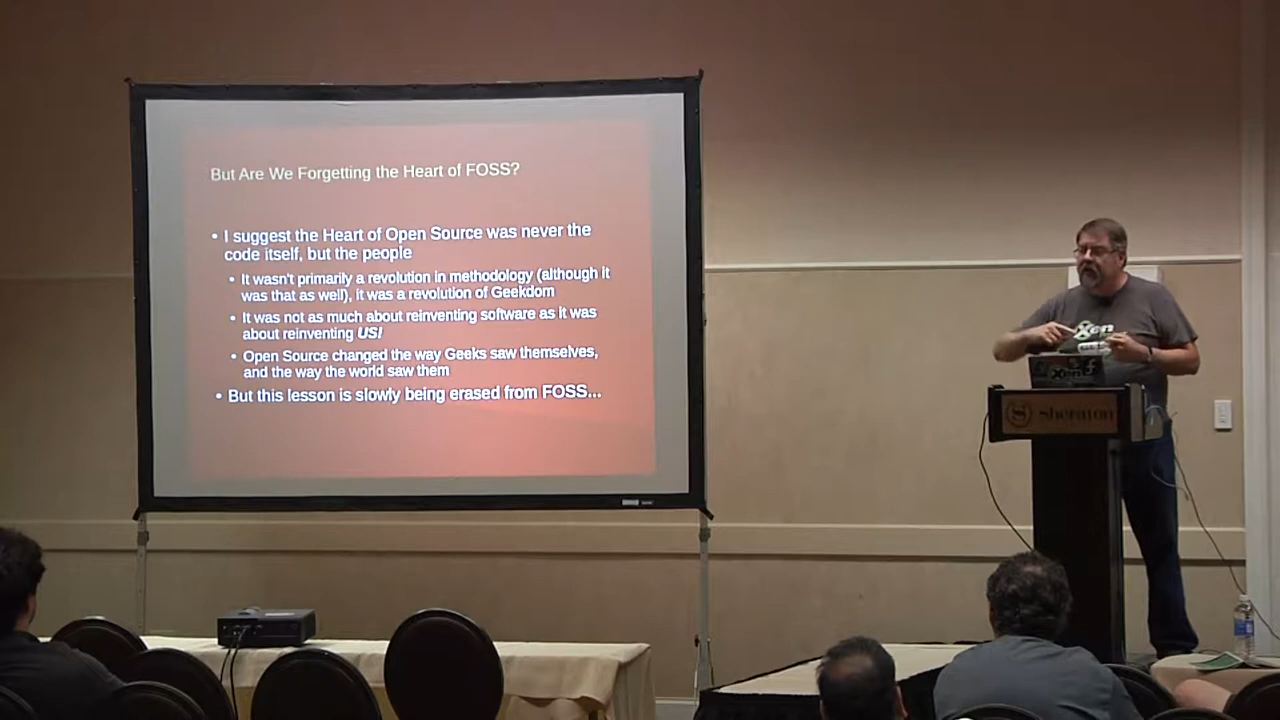 But Are We Forgetting the Heart of FOSS?
• I suggest the Heart of Open Source was never the
code itself, but the people
• It wasn't primarily a revolution in methodology (although it
was that as well), it was a revolution of Geekdom
• It was not as much about reinventing software as it was
about reinventing US!
• Open Source changed the way Geeks saw themselves,
and the way the world saw them
• But this lesson is slowly being erased from FOSS...
Xen
Xen
Sheraton